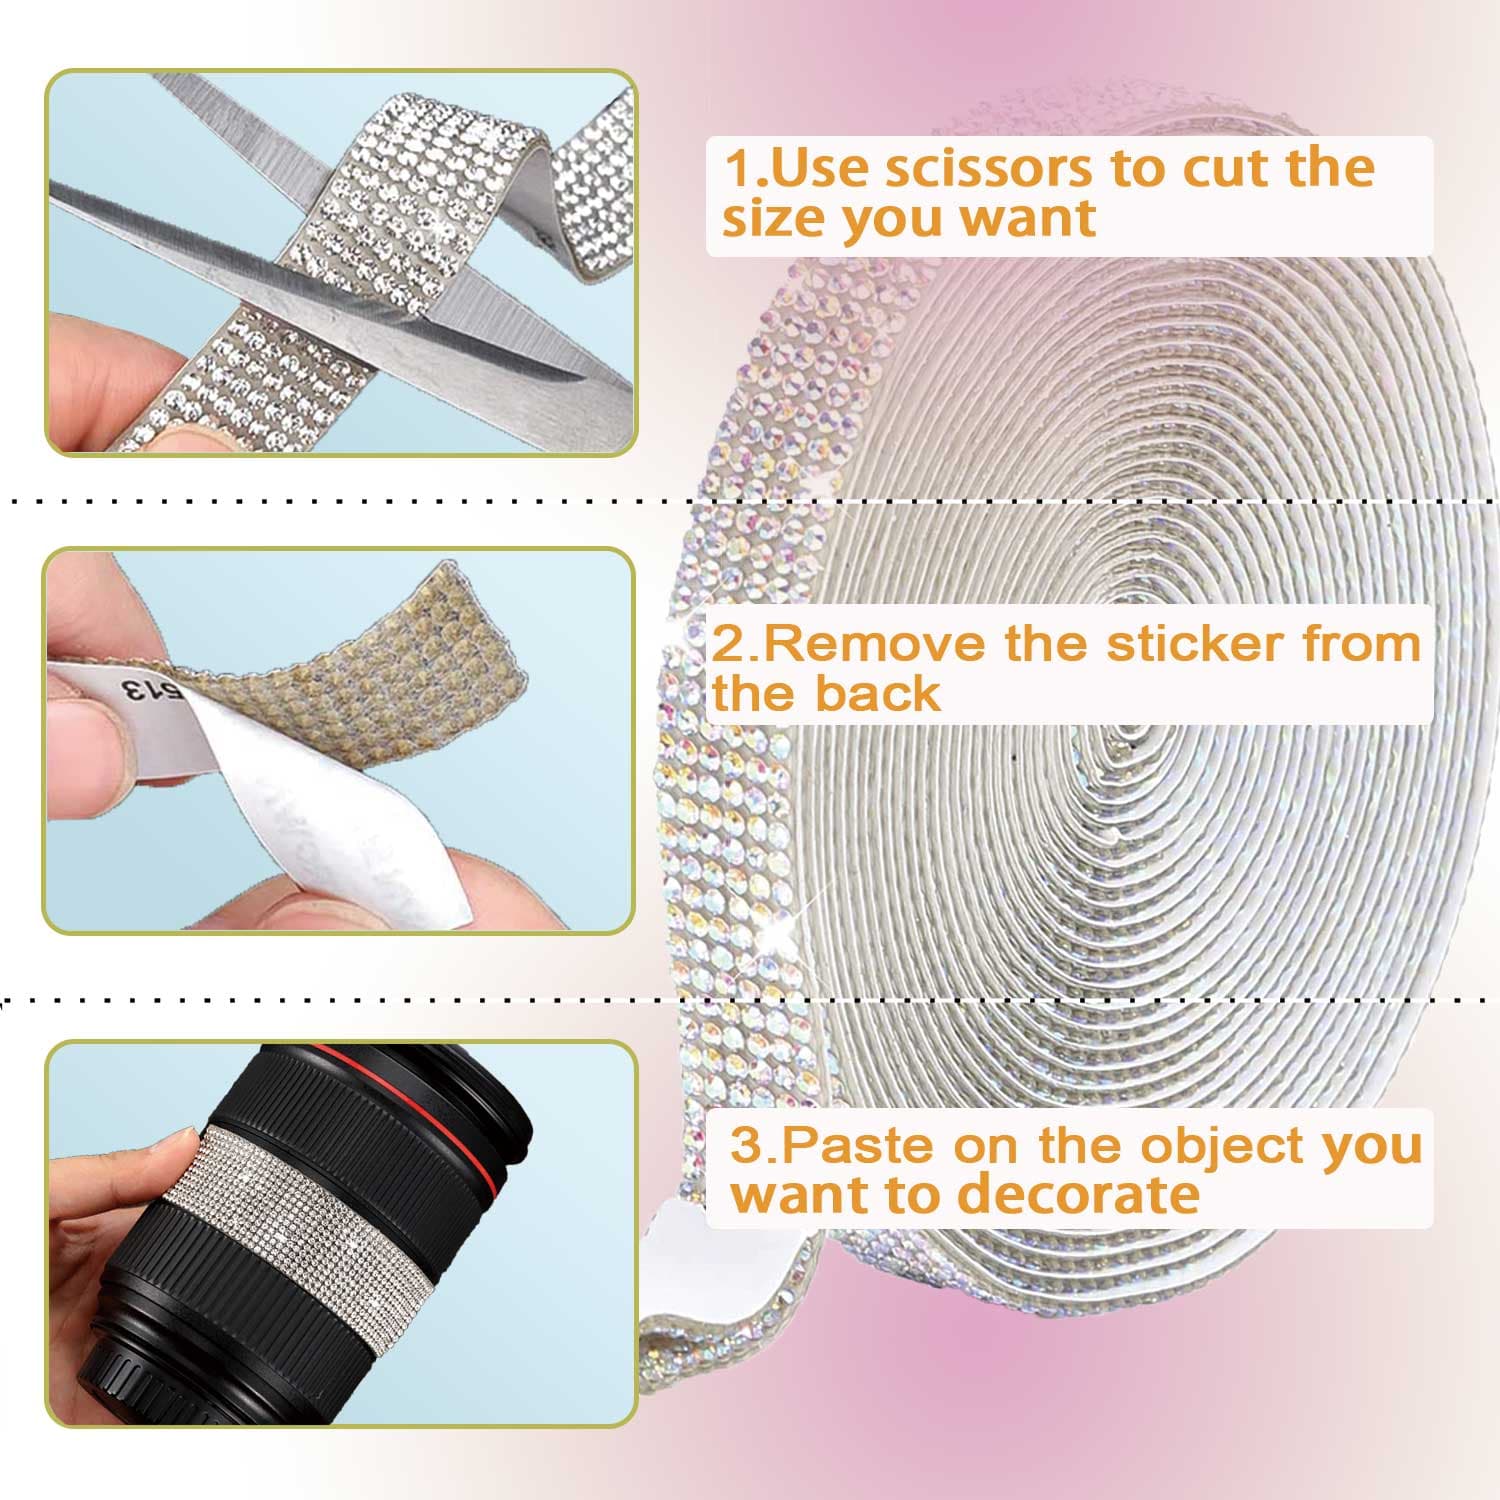 1.Use scissors to cut the
size you want
513
2.Remove the sticker from
the back
3.Paste on the object you
want to decorate